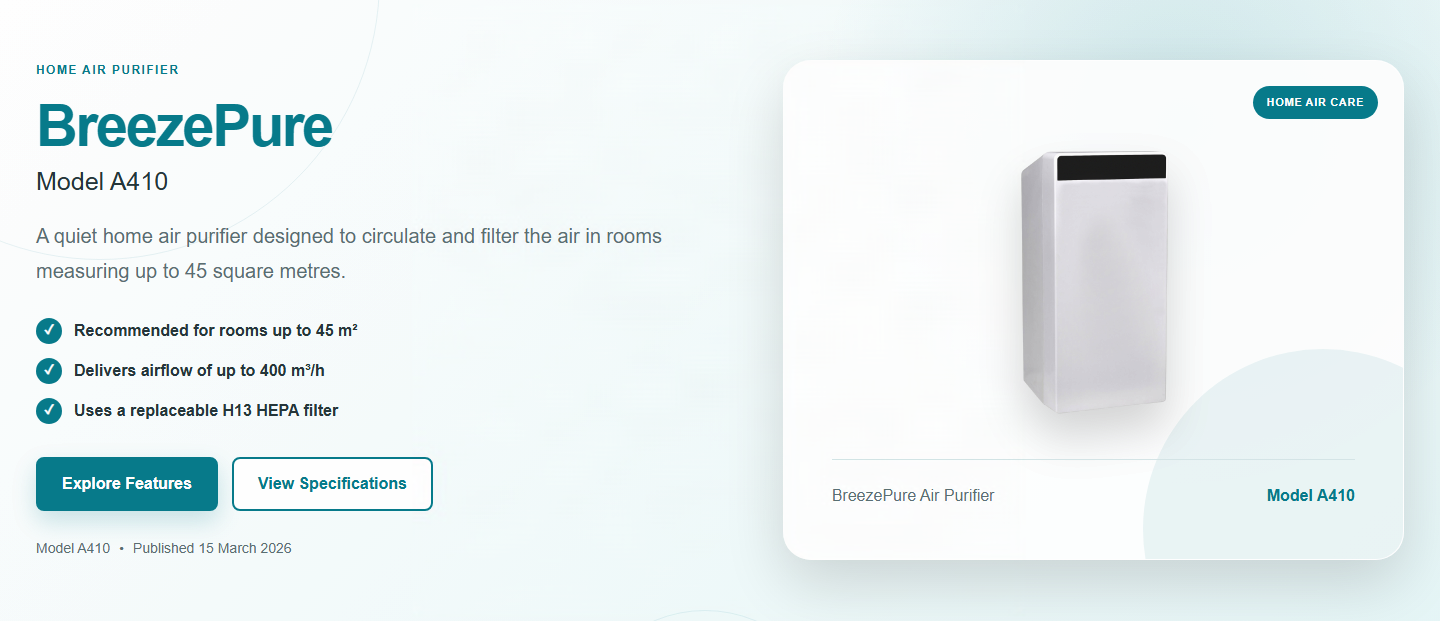 HOME AIR PURIFIER
BreezePure
Model A410
A quiet home air purifier designed to circulate and filter the air in rooms
measuring up to 45 square metres.
Recommended for rooms up to 45 m²
Delivers airflow of up to 400 m³/h
Uses a replaceable H13 HEPA filter
Explore Features
View Specifications
Model A410 • Published 15 March 2026
HOME AIR CARE
BreezePure Air Purifier
Model A410